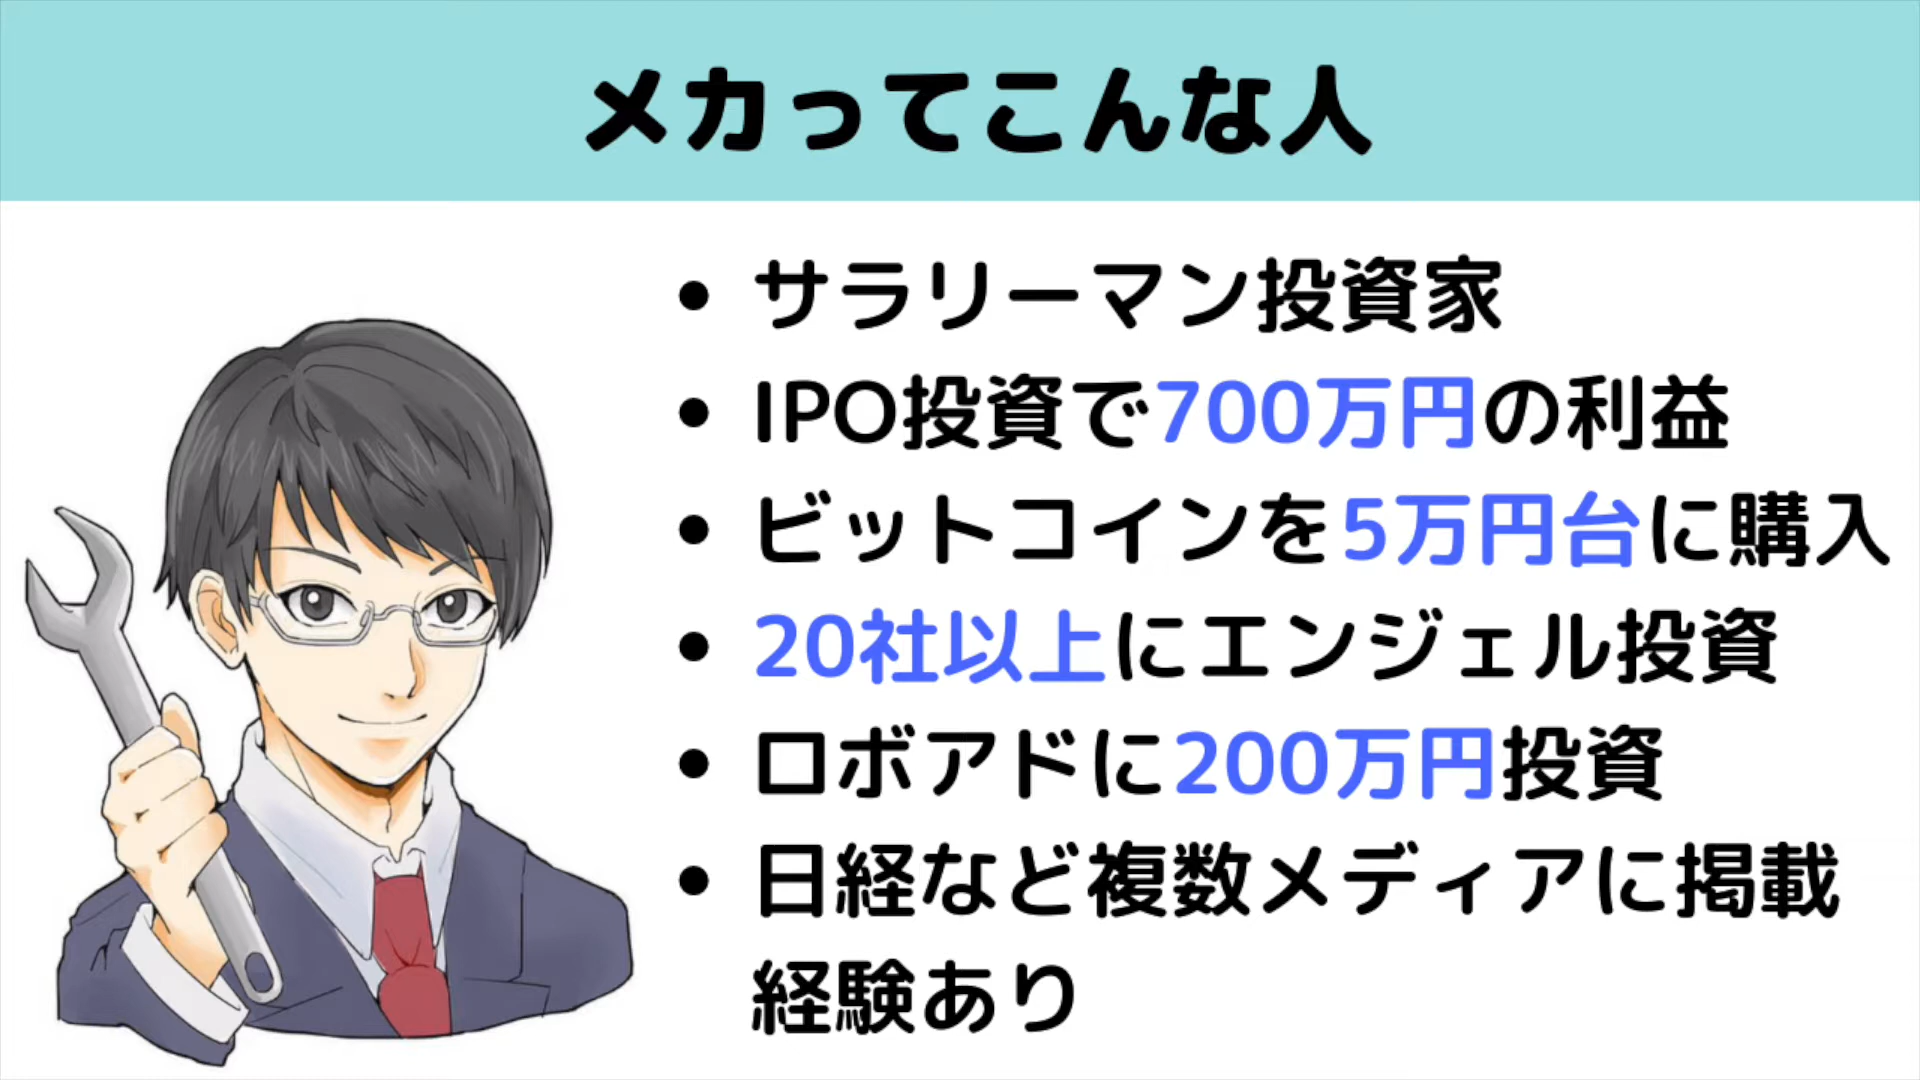 メカってこんな人
• サラリーマン投資家
• IPO投資で700万円の利益
• ビットコインを5万円台に購入
• 20社以上にエンジェル投資
• ロボアドに200万円投資
• 日経など複数メディアに掲載
経験あり